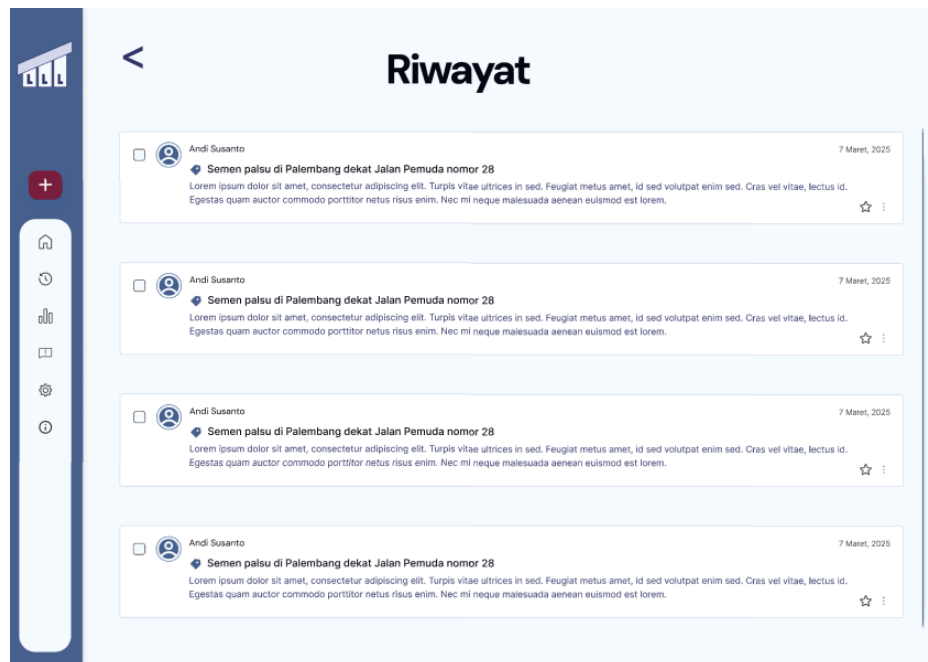 LLL
<
Riwayat
Andi Susanto
7 Maret, 2025
Semen palsu di Palembang dekat Jalan Pemuda nomor 28
Lorem ipsum dolor sit amet, consectetur adipiscing elit. Turpis vitae ultrices in sed. Feugiat metus amet, id sed volutpat enim sed. Cras vel vitae, lectus id.
Egestas quam auctor commodo porttitor netus risus enim. Nec mi neque malesuada aenean euismod est lorem.
Andi Susanto
7 Maret, 2025
Semen palsu di Palembang dekat Jalan Pemuda nomor 28
Lorem ipsum dolor sit amet, consectetur adipiscing elit. Turpis vitae ultrices in sed. Feugiat metus amet, id sed volutpat enim sed. Cras vel vitae, lectus id.
Egestas quam auctor commodo porttitor netus risus enim. Nec mi neque malesuada aenean euismod est lorem.
Andi Susanto
7 Maret, 2025
Semen palsu di Palembang dekat Jalan Pemuda nomor 28
Lorem ipsum dolor sit amet, consectetur adipiscing elit. Turpis vitae ultrices in sed. Feugiat metus amet, id sed volutpat enim sed. Cras vel vitae, lectus id.
Egestas quam auctor commodo porttitor netus risus enim. Nec mi neque malesuada aenean euismod est lorem.
Andi Susanto
7 Maret, 2025
Semen palsu di Palembang dekat Jalan Pemuda nomor 28
Lorem ipsum dolor sit amet, consectetur adipiscing elit. Turpis vitae ultrices in sed. Feugiat metus amet, id sed volutpat enim sed. Cras vel vitae, lectus id.
Egestas quam auctor commodo porttitor netus risus enim. Nec mi neque malesuada aenean euismod est lorem.